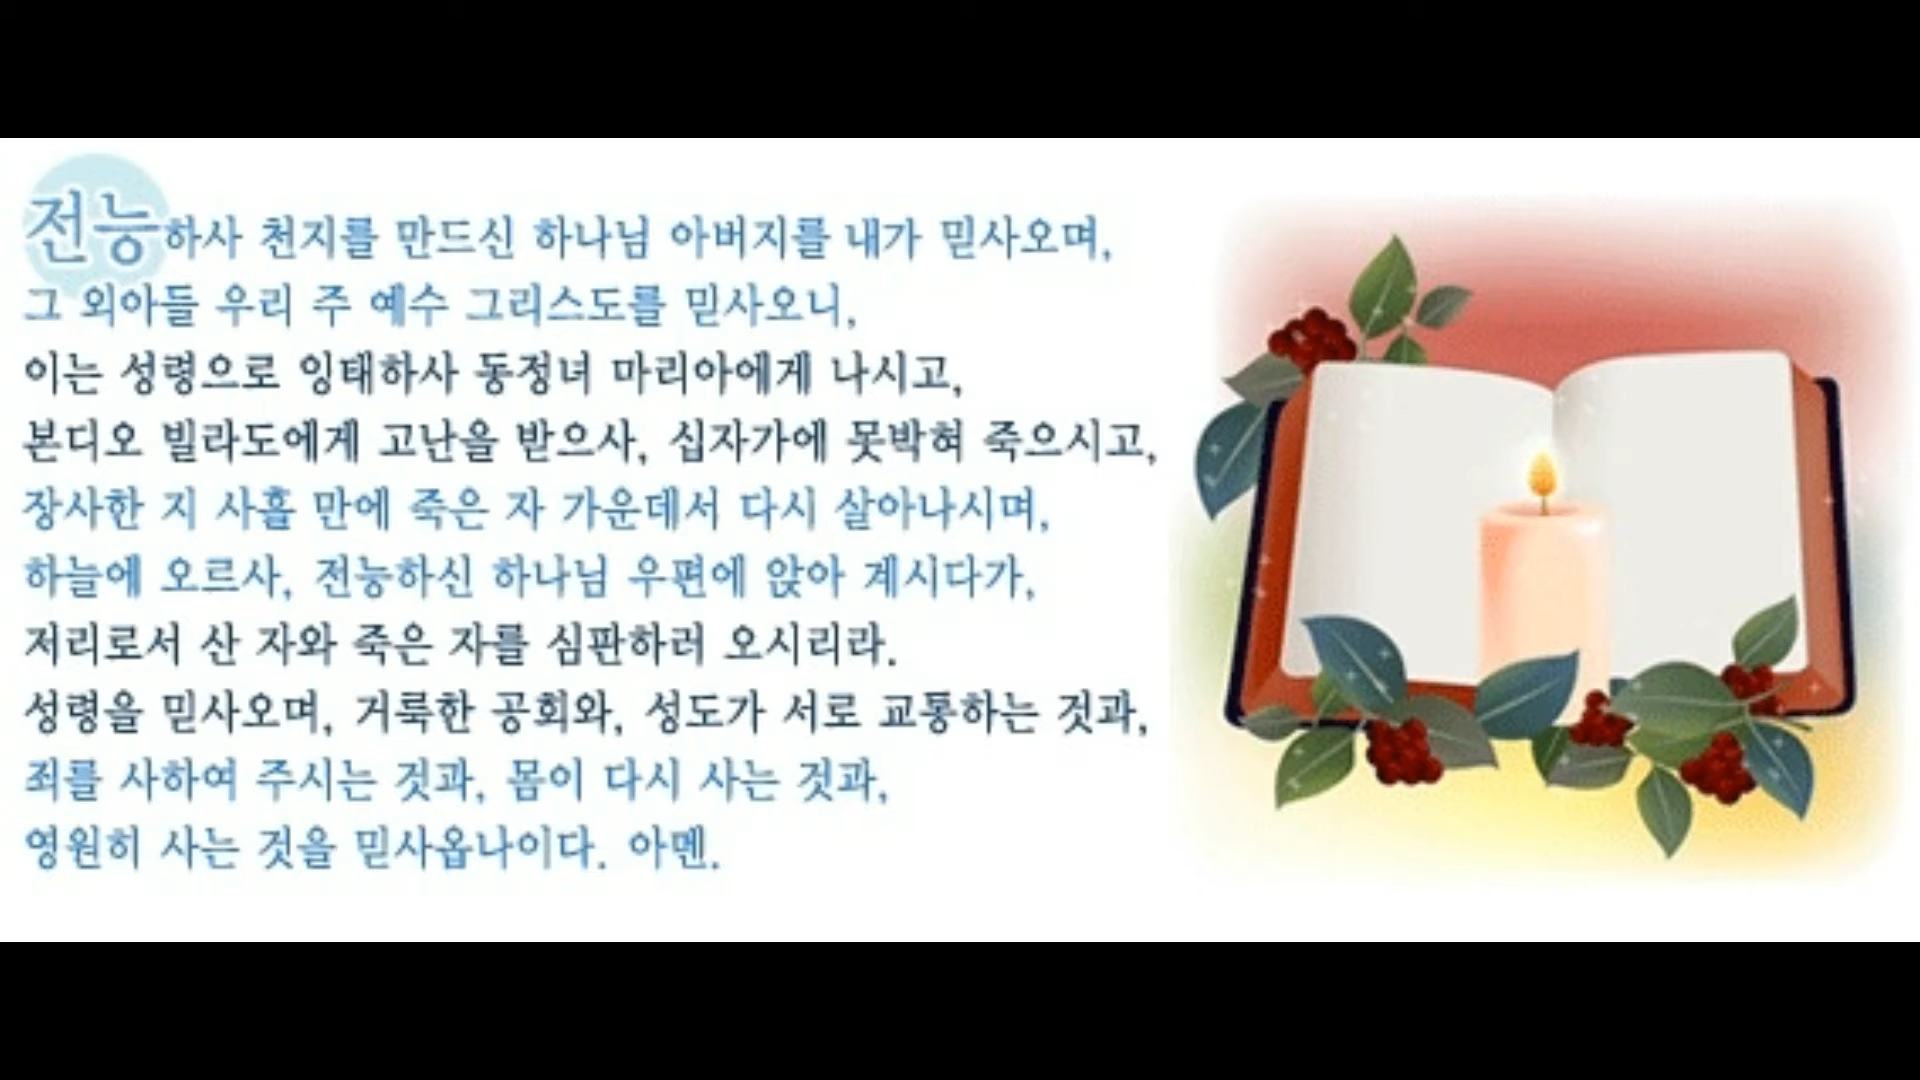 전능하사 천지를 만드신 하나님 아버지를 내가 믿사오며,
그 외아들 우리 주 예수 그리스도를 믿사오니,
이는 성령으로 잉태하사 동정녀 마리아에게 나시고,
본디오 빌라도에게 고난을 받으사, 십자가에 못박혀 죽으시고,
장사한 지 사흘 만에 죽은 자 가운데서 다시 살아나시며,
하늘에 오르사, 전능하신 하나님 우편에 앉아 계시다가,
저리로서 산 자와 죽은 자를 심판하러 오시리라.
성령을 믿사오며, 거룩한 공회와, 성도가 서로 교통하는 것과,
죄를 사하여 주시는 것과, 몸이 다시 사는 것과,
영원히 사는 것을 믿사옵나이다. 아멘.